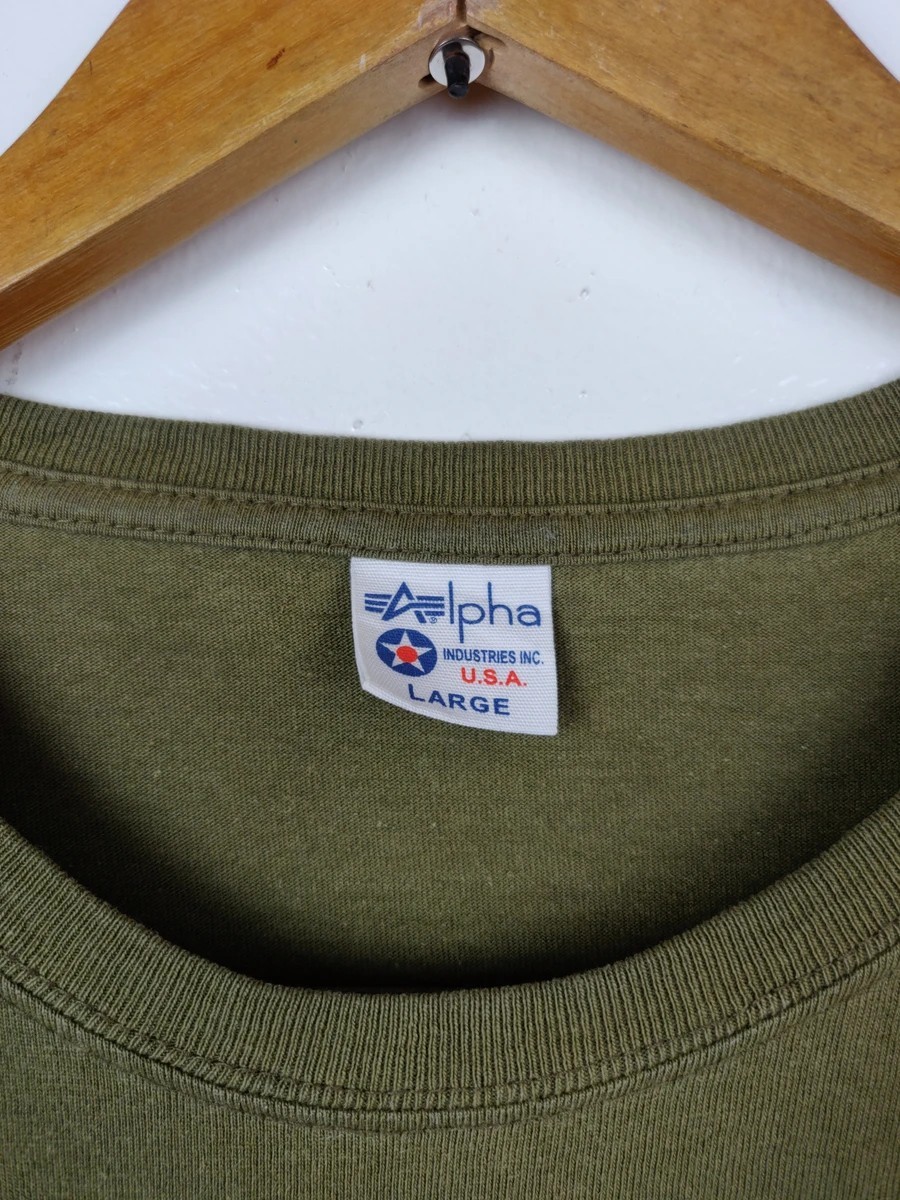 Alpha
INDUSTRIES INC.
U.S.A.
LARGE